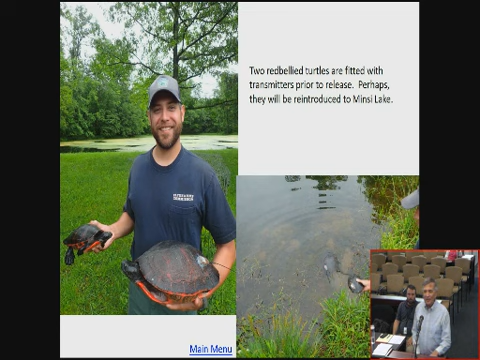 Two redbellied turtles are fitted with
transmitters prior to release. Perhaps,
they will be reintroduced to Minsi Lake.
Main Menu